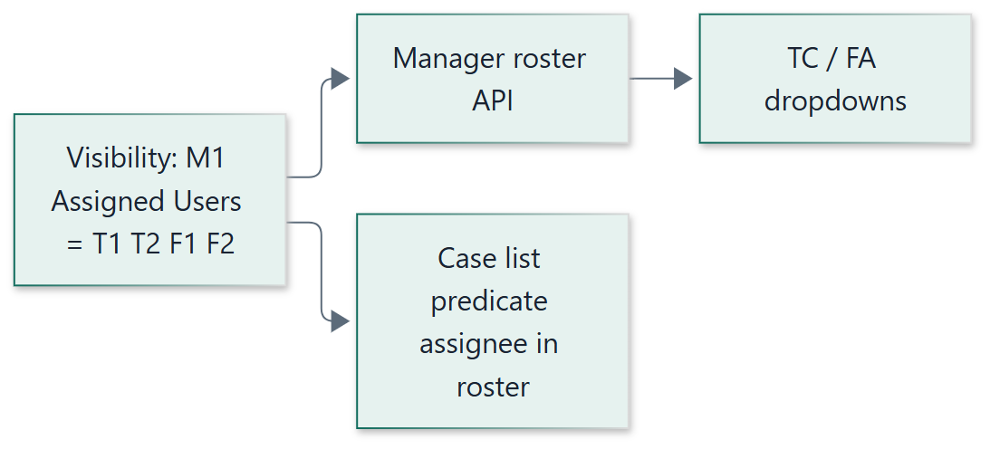 Visibility: M1
Assigned Users
= T1 T2 F1 F2
Manager roster
API
TC / FA
dropdowns
Case list
predicate
assignee in
roster